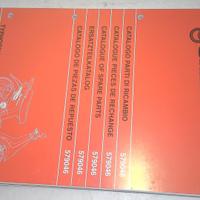 CATALOGO PARTI DI RICAMBIO 579046
CATALOGUE PIECES DE RECHANGE 579046
CATALOGUE OF SPARE PARTS 579046
ERSATZTEILKATALOG 579046
CATALOGO DE PIEZAS DE REPUESTO 579046